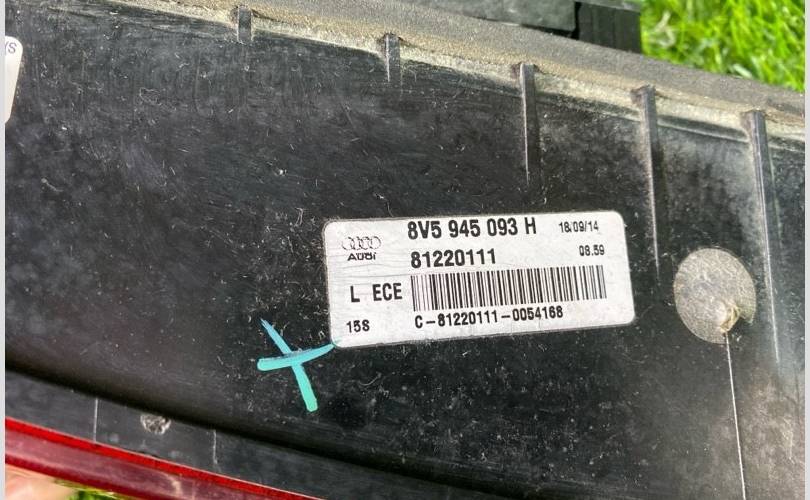 8V5 945 093 H 18/09/14
AUDI 81220111 08.59
L ECE
15S C-81220111-0054168